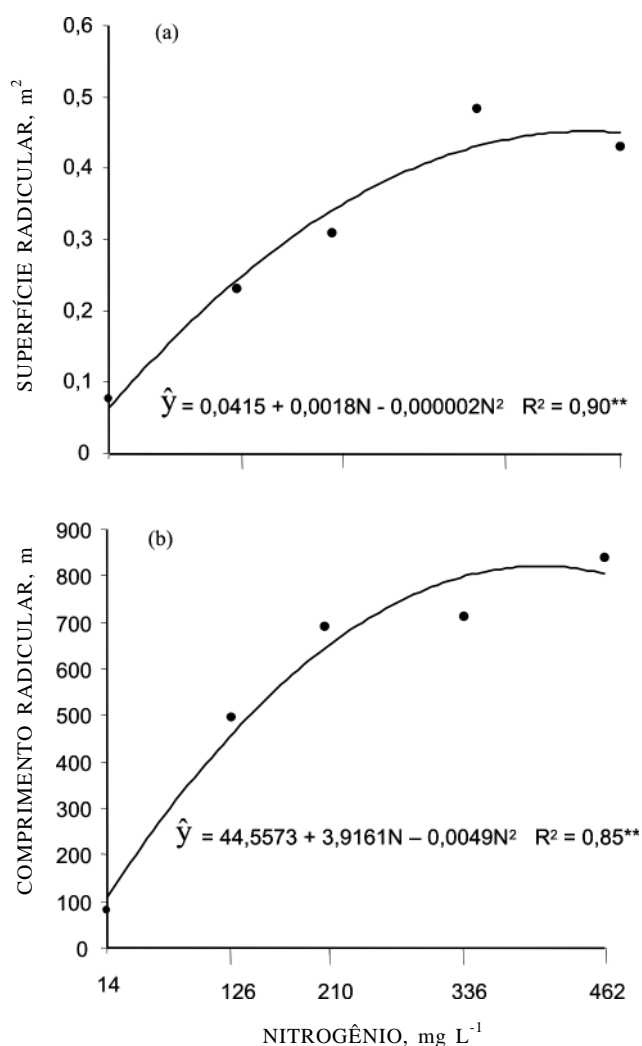 (a)
SUPERFÍCIE RADICULAR, m²
0,6
0,5
0,4
0,3
0,2
0,1
0
ŷ = 0,0415 + 0,0018N - 0,000002N² R² = 0,90**
(b)
COMPRIMENTO RADICULAR, m
900
800
700
600
500
400
300
200
100
0
ŷ = 44,5573 + 3,9161N – 0,0049N² R² = 0,85**
14 126 210 336 462
NITROGÊNIO, mg L⁻¹